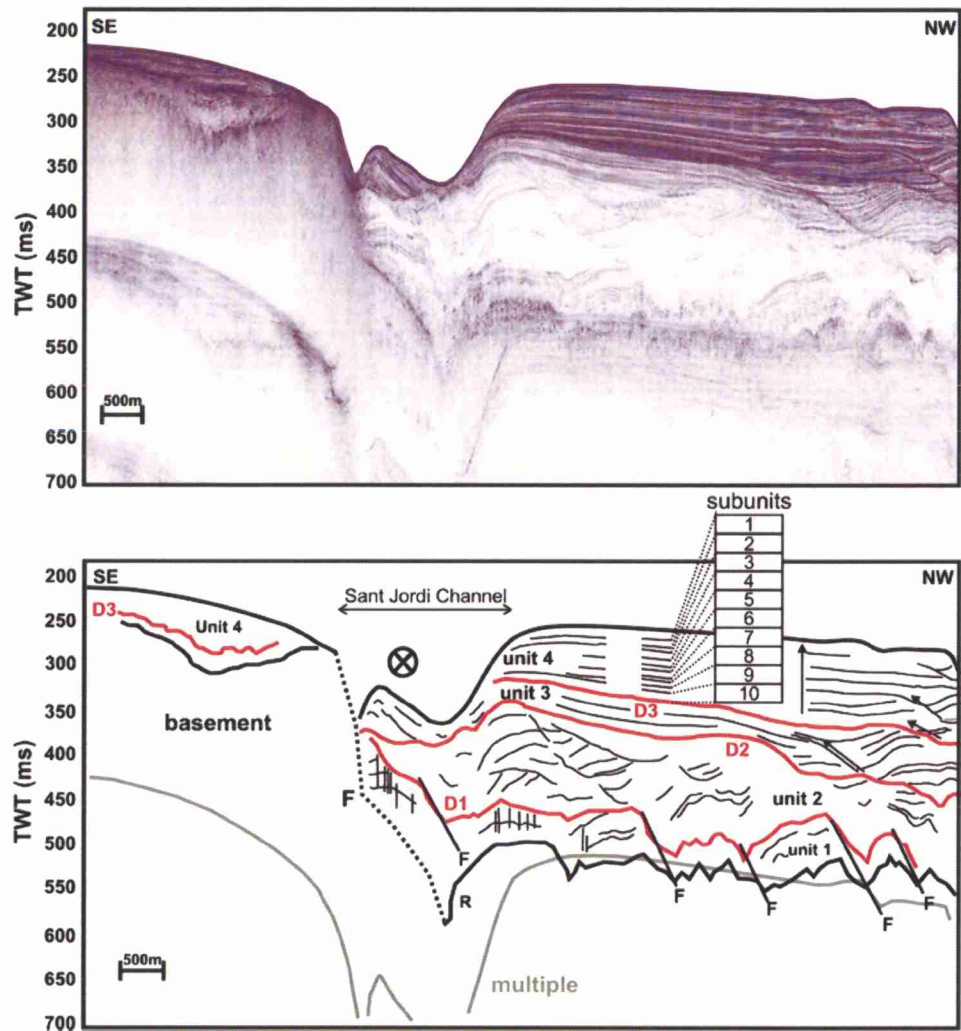 200
250
300
350
400
450
500
550
600
650
700
TWT (ms)
SE
NW
500m
subunits
1
2
3
4
5
6
7
8
9
10
200
250
300
350
400
450
500
550
600
650
700
TWT (ms)
SE
NW
Sant Jordi Channel
D3
Unit 4
unit 4
unit 3
D3
basement
D2
F
D1
unit 2
unit 1
F
R
F
F
F
F
500m
multiple